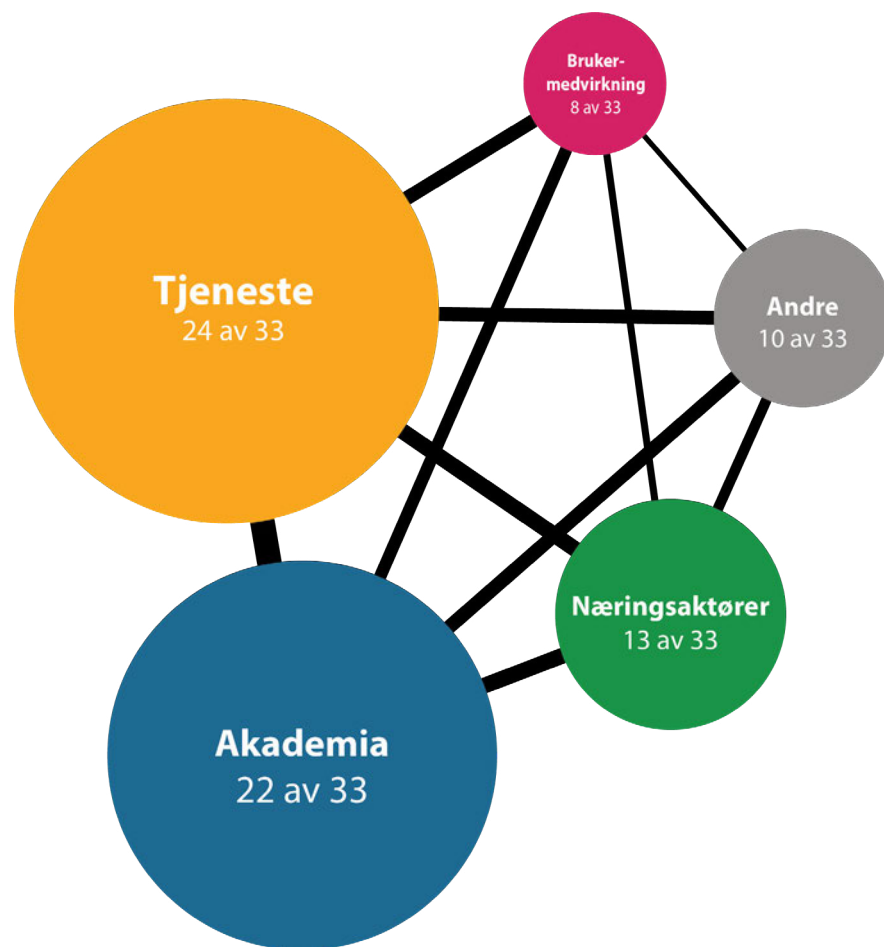 Bruker-
medvirkning
8 av 33
Tjeneste
24 av 33
Andre
10 av 33
Næringsaktører
13 av 33
Akademia
22 av 33